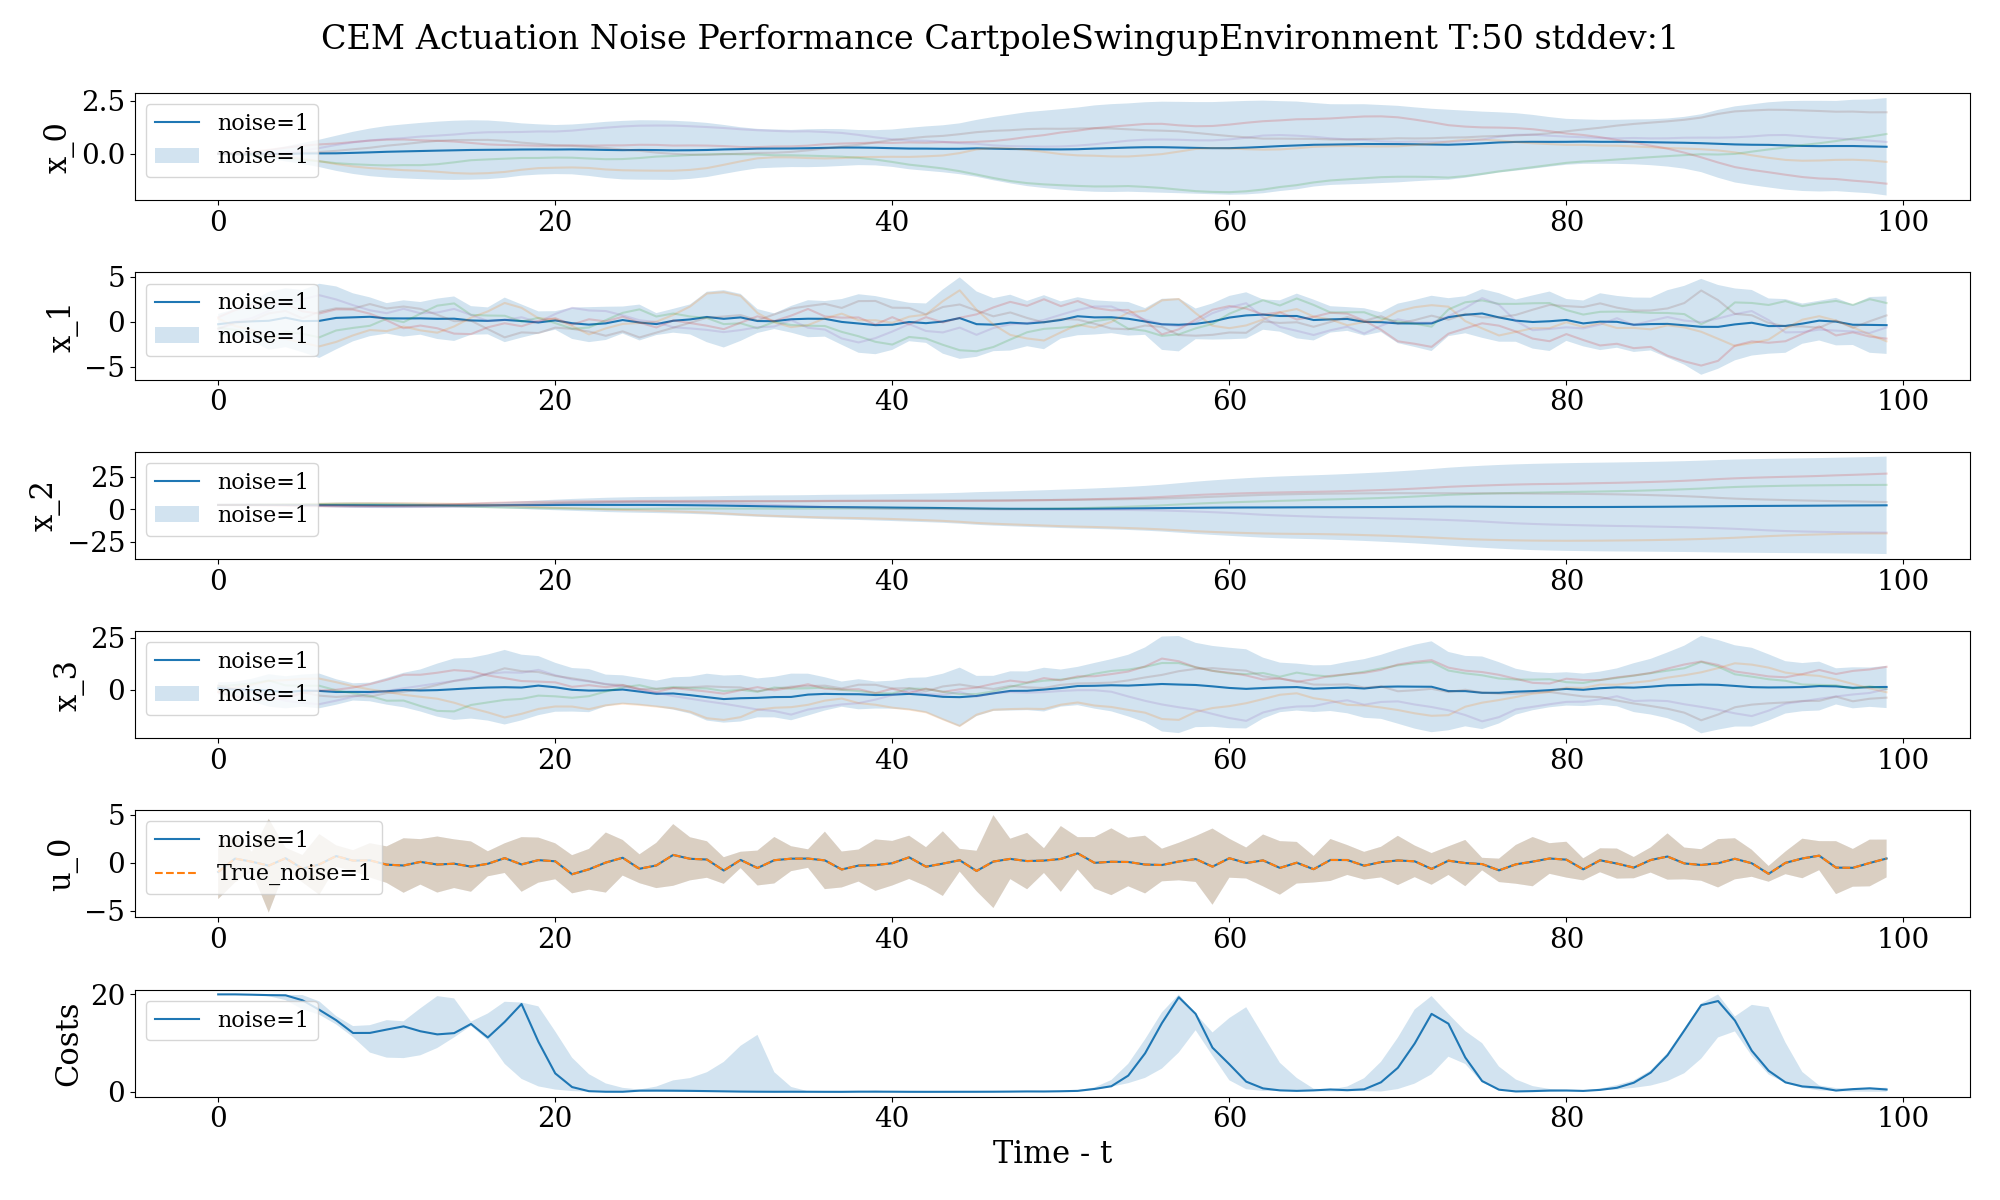 CEM Actuation Noise Performance CartpoleSwingupEnvironment T:50 stddev:1
x_0
2.5
0.0
noise=1
noise=1
0 20 40 60 80 100
x_1
5
0
−5
noise=1
noise=1
0 20 40 60 80 100
x_2
25
0
−25
noise=1
noise=1
0 20 40 60 80 100
x_3
25
0
noise=1
noise=1
0 20 40 60 80 100
u_0
5
0
−5
noise=1
True_noise=1
0 20 40 60 80 100
Costs
20
0
noise=1
0 20 40 60 80 100
Time - t